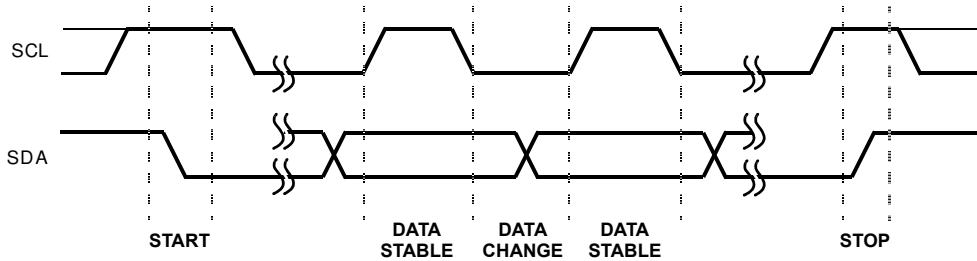 SCL
SDA
START
DATA
STABLE
DATA
CHANGE
DATA
STABLE
STOP